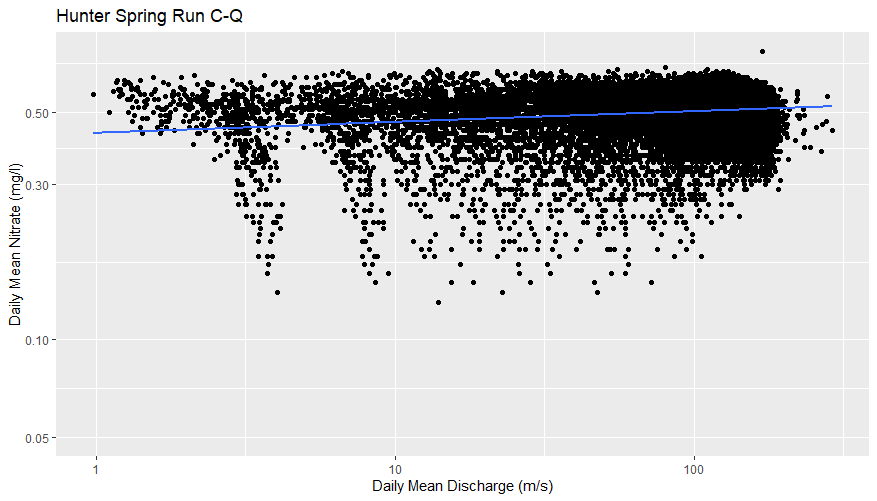 Hunter Spring Run C-Q
Daily Mean Nitrate (mg/l)
0.50
0.30
0.10
0.05
1
10
100
Daily Mean Discharge (m/s)